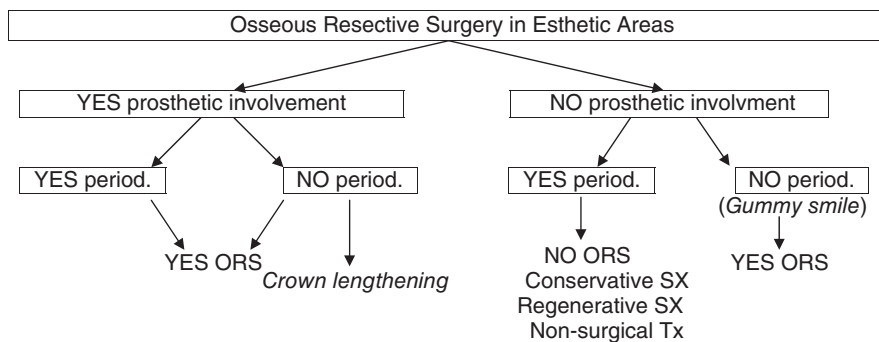 Osseous Resective Surgery in Esthetic Areas
YES prosthetic involvement
NO prosthetic involvment
YES period.
NO period.
YES period.
NO period.
(Gummy smile)
YES ORS
Crown lengthening
NO ORS
Conservative SX
Regenerative SX
Non-surgical Tx
YES ORS